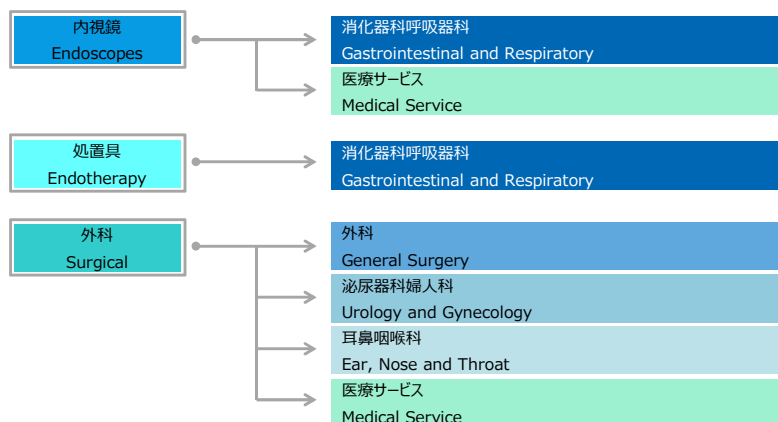 内視鏡
Endoscopes
消化器科呼吸器科
Gastrointestinal and Respiratory
医療サービス
Medical Service
処置具
Endotherapy
消化器科呼吸器科
Gastrointestinal and Respiratory
外科
Surgical
外科
General Surgery
泌尿器科婦人科
Urology and Gynecology
耳鼻咽喉科
Ear, Nose and Throat
医療サービス
Medical Service